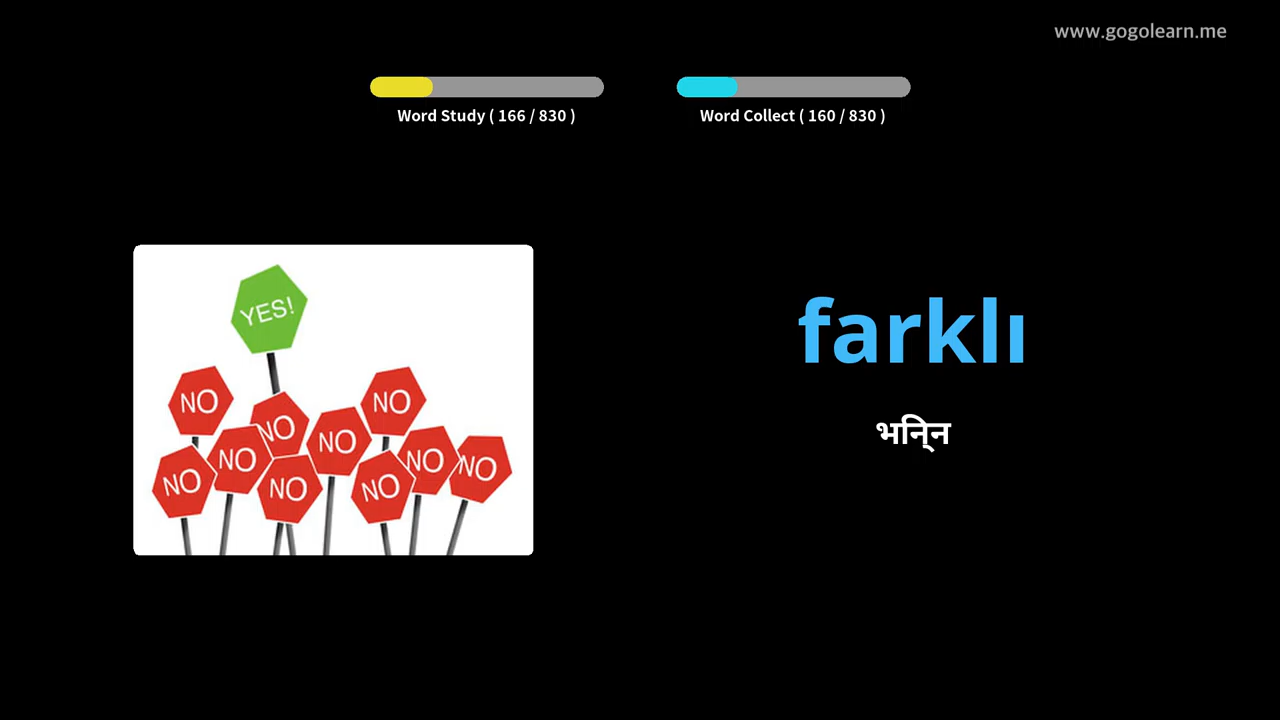 www.gogolearn.me
Word Study ( 166 / 830 )
Word Collect ( 160 / 830 )
YES!
NO
NO
NO
NO
NO
NO
NO
NO
NO
NO
farklı
भिन्न